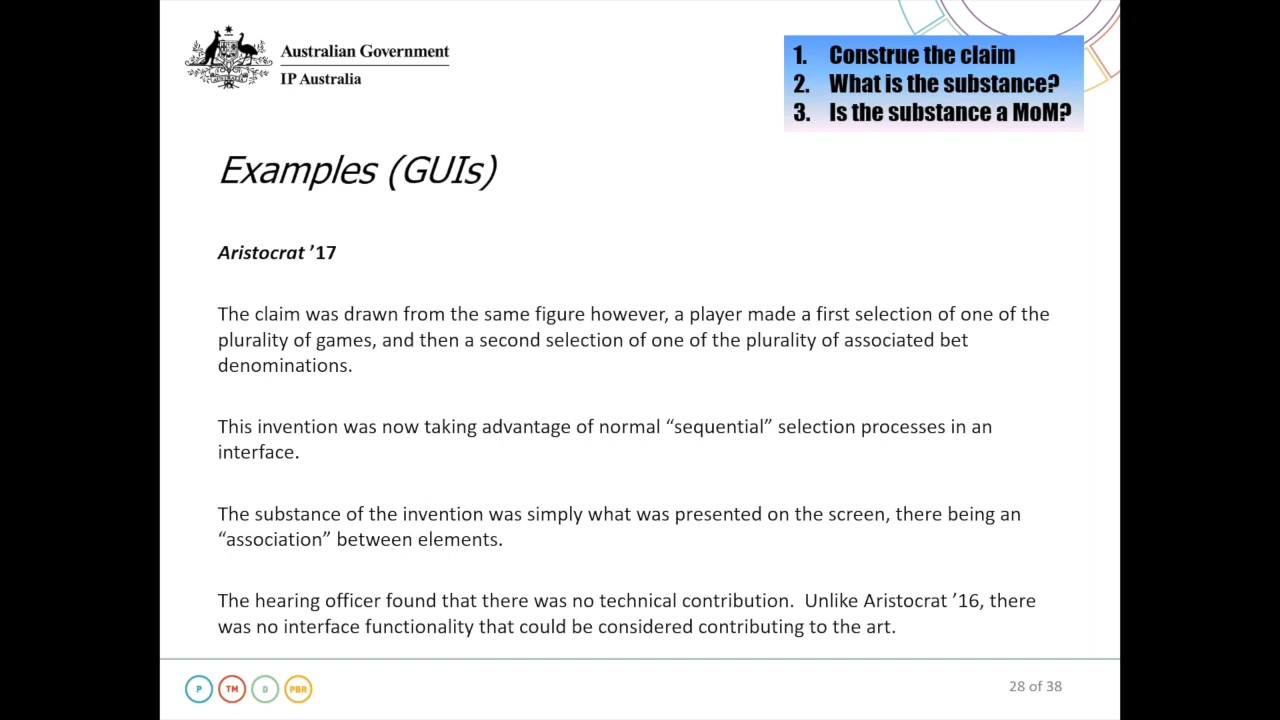 Australian Government
IP Australia
1. Construe the claim
2. What is the substance?
3. Is the substance a MoM?
Examples (GUIs)
Aristocrat ’17
The claim was drawn from the same figure however, a player made a first selection of one of the
plurality of games, and then a second selection of one of the plurality of associated bet
denominations.
This invention was now taking advantage of normal “sequential” selection processes in an
interface.
The substance of the invention was simply what was presented on the screen, there being an
“association” between elements.
The hearing officer found that there was no technical contribution.  Unlike Aristocrat ’16, there
was no interface functionality that could be considered contributing to the art.
P TM D PBR
28 of 38